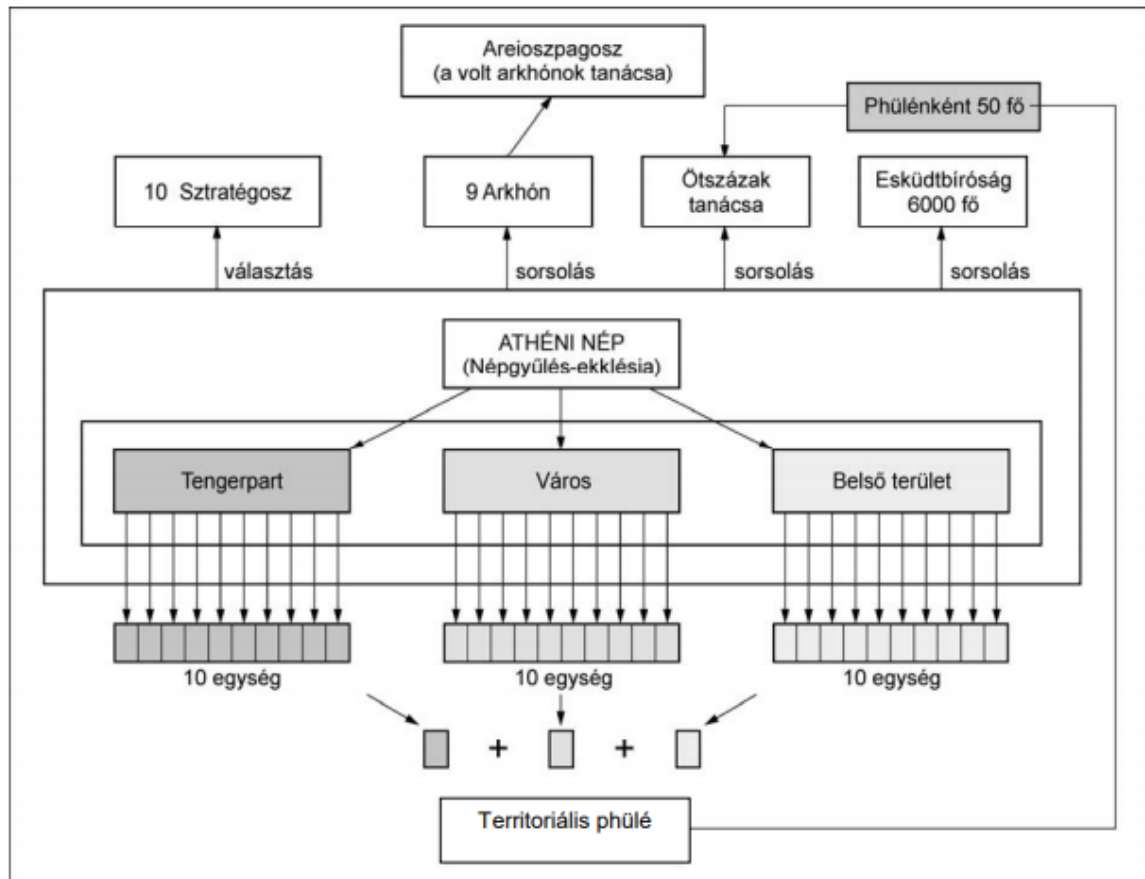 Areioszpagosz
(a volt arkhónok tanácsa)
Phülénként 50 fő
10 Sztratégosz
9 Arkhón
Ötszázak
tanácsa
Esküdtbíróság
6000 fő
választás
sorsolás
sorsolás
sorsolás
ATHÉNI NÉP
(Népgyűlés-ekklésia)
Tengerpart
Város
Belső terület
10 egység
10 egység
10 egység
+
+
Territoriális phülé